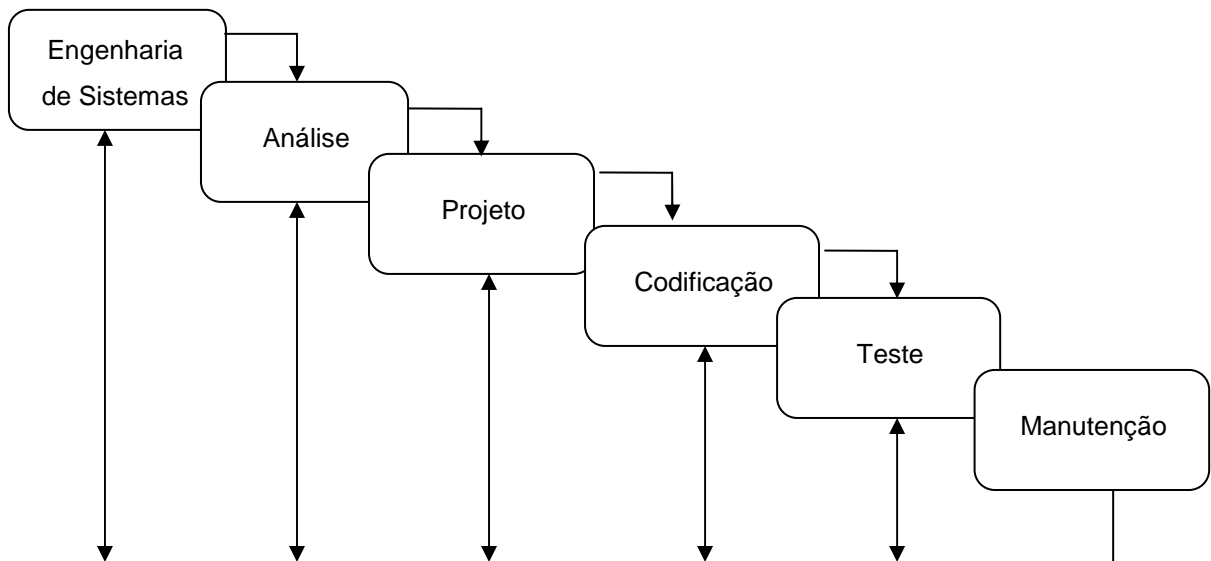 Engenharia
de Sistemas
Análise
Projeto
Codificação
Teste
Manutenção